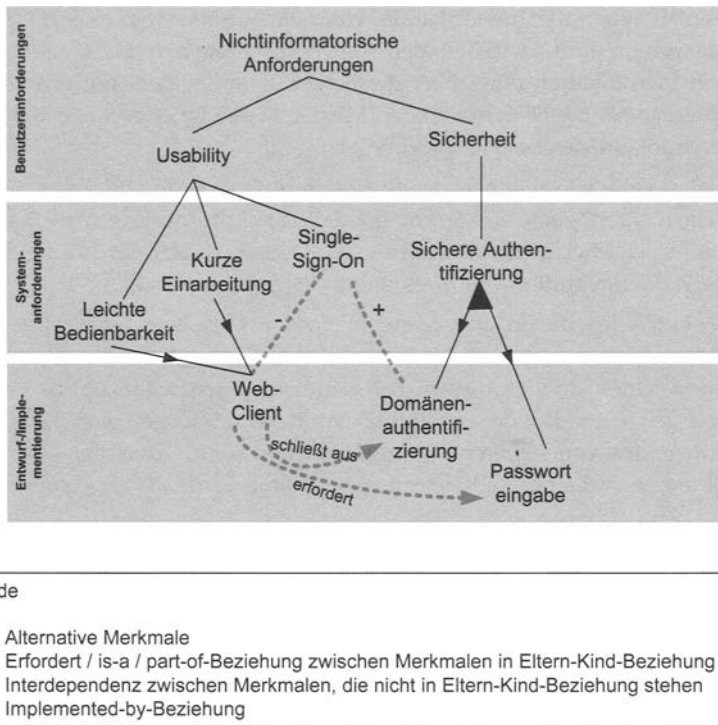 Benutzeranforderungen
Nichtinformatorische
Anforderungen
Usability
Sicherheit
System-
anforderungen
Single-
Sign-On
Kurze
Einarbeitung
Sichere Authen-
tifizierung
Leichte
Bedienbarkeit
-
+
Entwurf-/Imple-
mentierung
Web-
Client
Domänen-
authentifi-
zierung
schließt aus
erfordert
Passwort
eingabe
de
Alternative Merkmale
Erfordert / is-a / part-of-Beziehung zwischen Merkmalen in Eltern-Kind-Beziehung
Interdependenz zwischen Merkmalen, die nicht in Eltern-Kind-Beziehung stehen
Implemented-by-Beziehung